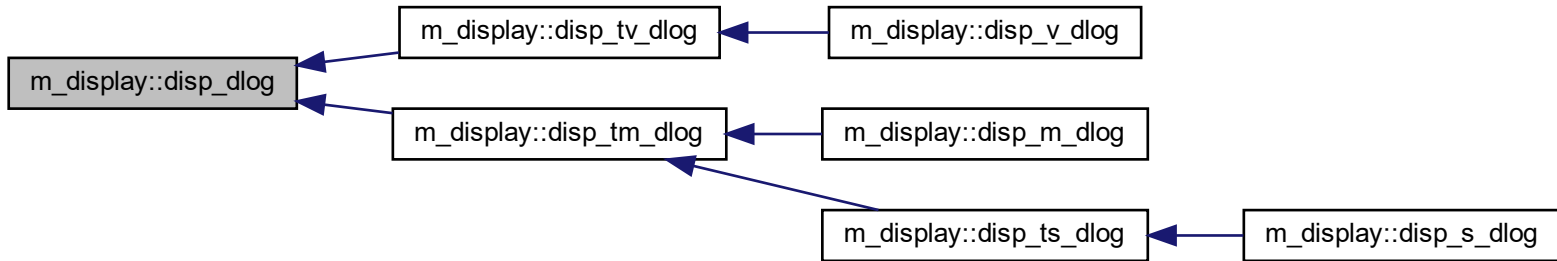 m_display::disp_tv_dlog
m_display::disp_v_dlog
m_display::disp_dlog
m_display::disp_tm_dlog
m_display::disp_m_dlog
m_display::disp_ts_dlog
m_display::disp_s_dlog